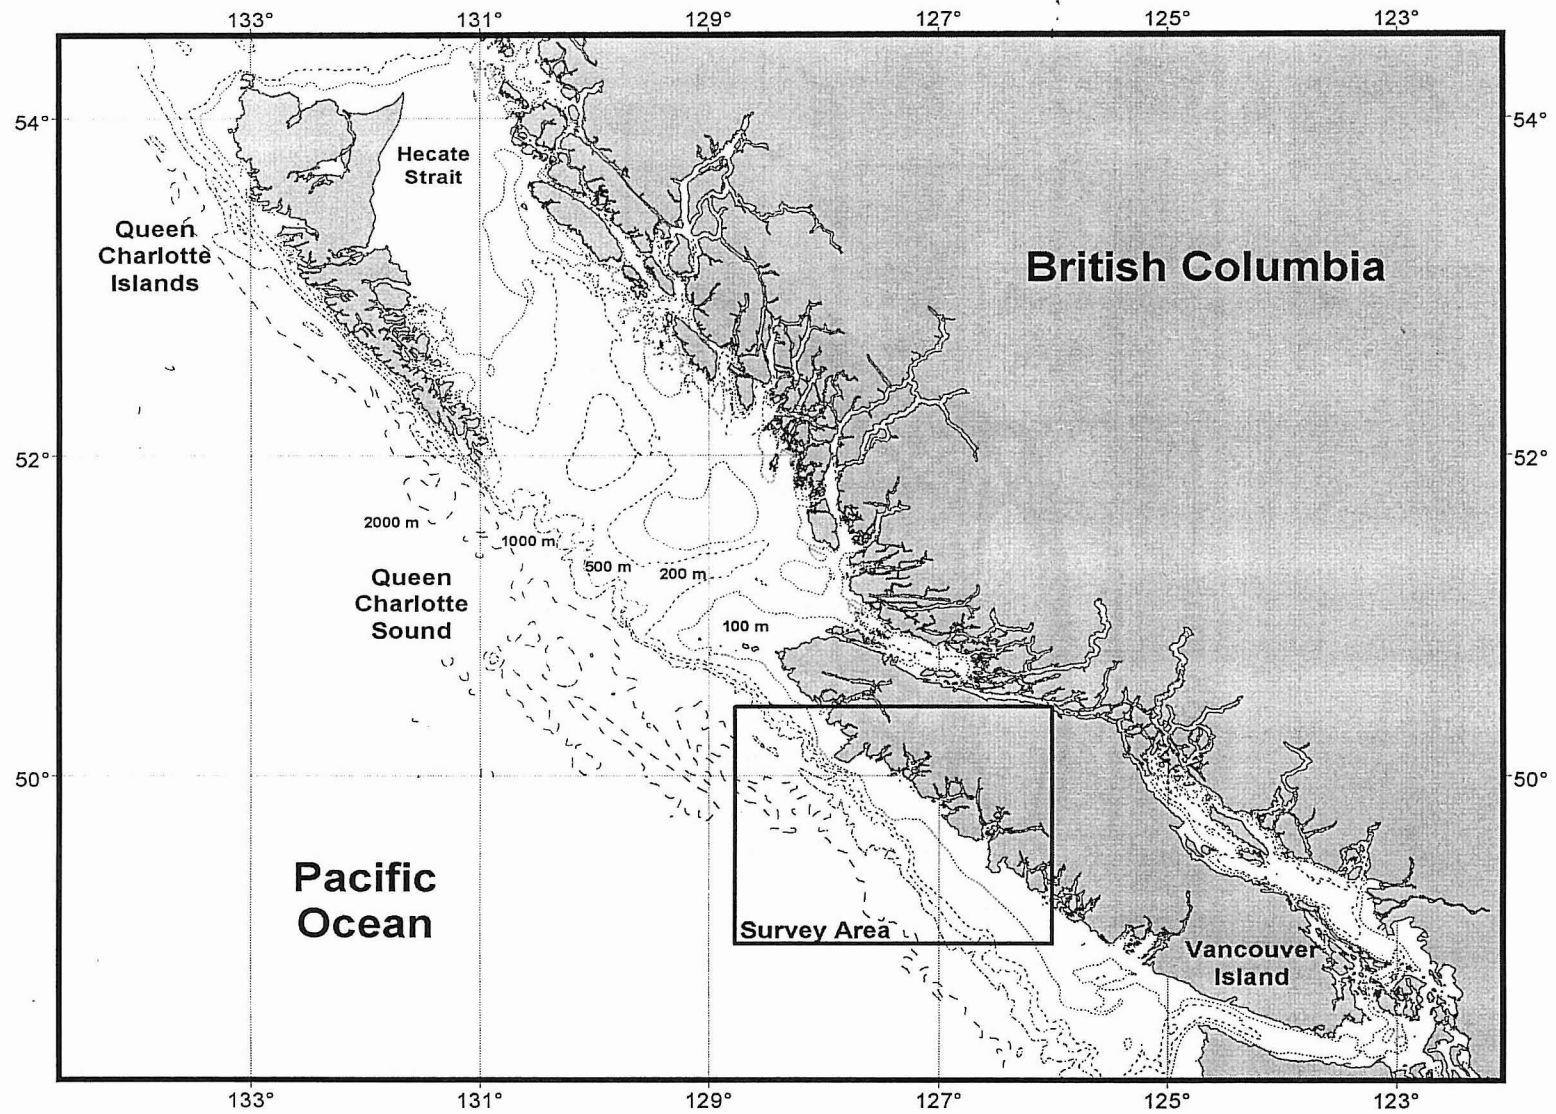 133° 131° 129° 127° 125° 123°
54° 54°
Hecate
Strait
Queen
Charlotte
Islands
British Columbia
52° 52°
2000 m
1000 m
500 m
200 m
Queen
Charlotte
Sound
100 m
50° 50°
Pacific
Ocean
Survey Area
Vancouver
Island
133° 131° 129° 127° 125° 123°